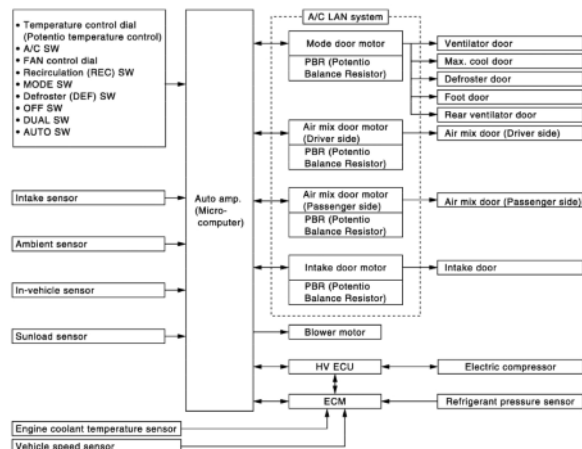 A/C LAN system
• Temperature control dial
(Potentio temperature control)
• A/C SW
• FAN control dial
• Recirculation (REC) SW
• MODE SW
• Defroster (DEF) SW
• OFF SW
• DUAL SW
• AUTO SW
Intake sensor
Ambient sensor
In-vehicle sensor
Sunload sensor
Engine coolant temperature sensor
Vehicle speed sensor
Auto amp.
(Micro-
computer)
Mode door motor
PBR (Potentio
Balance Resistor)
Air mix door motor
(Driver side)
PBR (Potentio
Balance Resistor)
Air mix door motor
(Passenger side)
PBR (Potentio
Balance Resistor)
Intake door motor
PBR (Potentio
Balance Resistor)
Blower motor
HV ECU
ECM
Ventilator door
Max. cool door
Defroster door
Foot door
Rear ventilator door
Air mix door (Driver side)
Air mix door (Passenger side)
Intake door
Electric compressor
Refrigerant pressure sensor